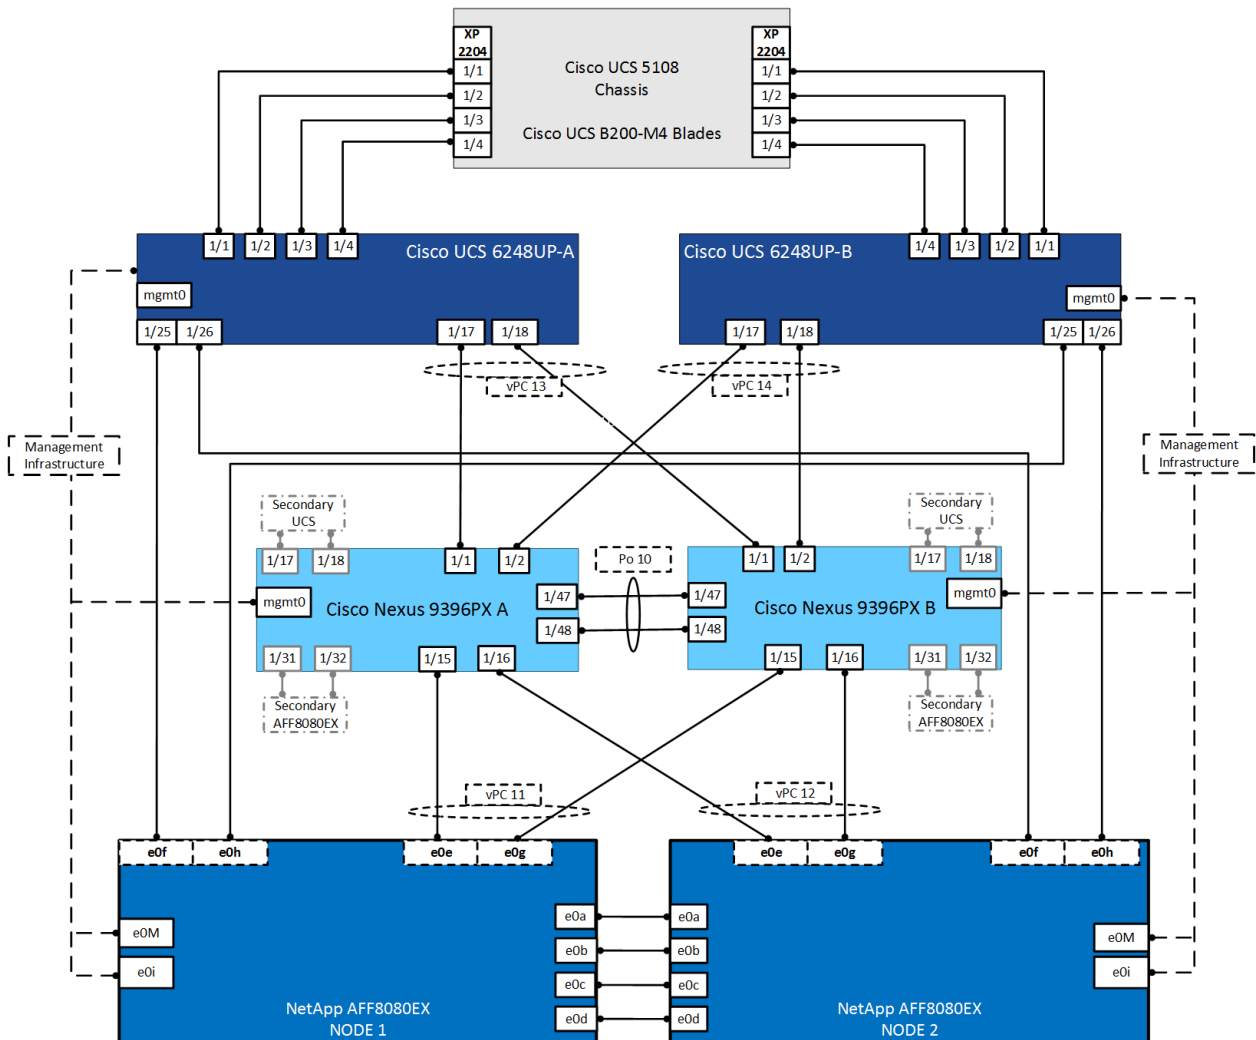 XP
2204
XP
2204
Cisco UCS 5108
Chassis
Cisco UCS B200-M4 Blades
1/1
1/2
1/3
1/4
1/1
1/2
1/3
1/4
1/1
1/2
1/3
1/4
Cisco UCS 6248UP-A
mgmt0
1/25
1/26
1/17
1/18
Cisco UCS 6248UP-B
1/4
1/3
1/2
1/1
mgmt0
1/17
1/18
1/25
1/26
vPC 13
vPC 14
Management
Infrastructure
Management
Infrastructure
Secondary
UCS
1/17
1/18
1/1
1/2
mgmt0
Cisco Nexus 9396PX A
1/47
1/48
1/31
1/32
1/15
1/16
Secondary
AFF8080EX
Po 10
Secondary
UCS
1/1
1/2
1/17
1/18
1/47
1/48
Cisco Nexus 9396PX B
mgmt0
1/15
1/16
1/31
1/32
Secondary
AFF8080EX
vPC 11
vPC 12
e0f
e0h
e0e
e0g
e0M
e0i
e0a
e0b
e0c
e0d
NetApp AFF8080EX
NODE 1
e0e
e0g
e0f
e0h
e0a
e0b
e0c
e0d
e0M
e0i
NetApp AFF8080EX
NODE 2